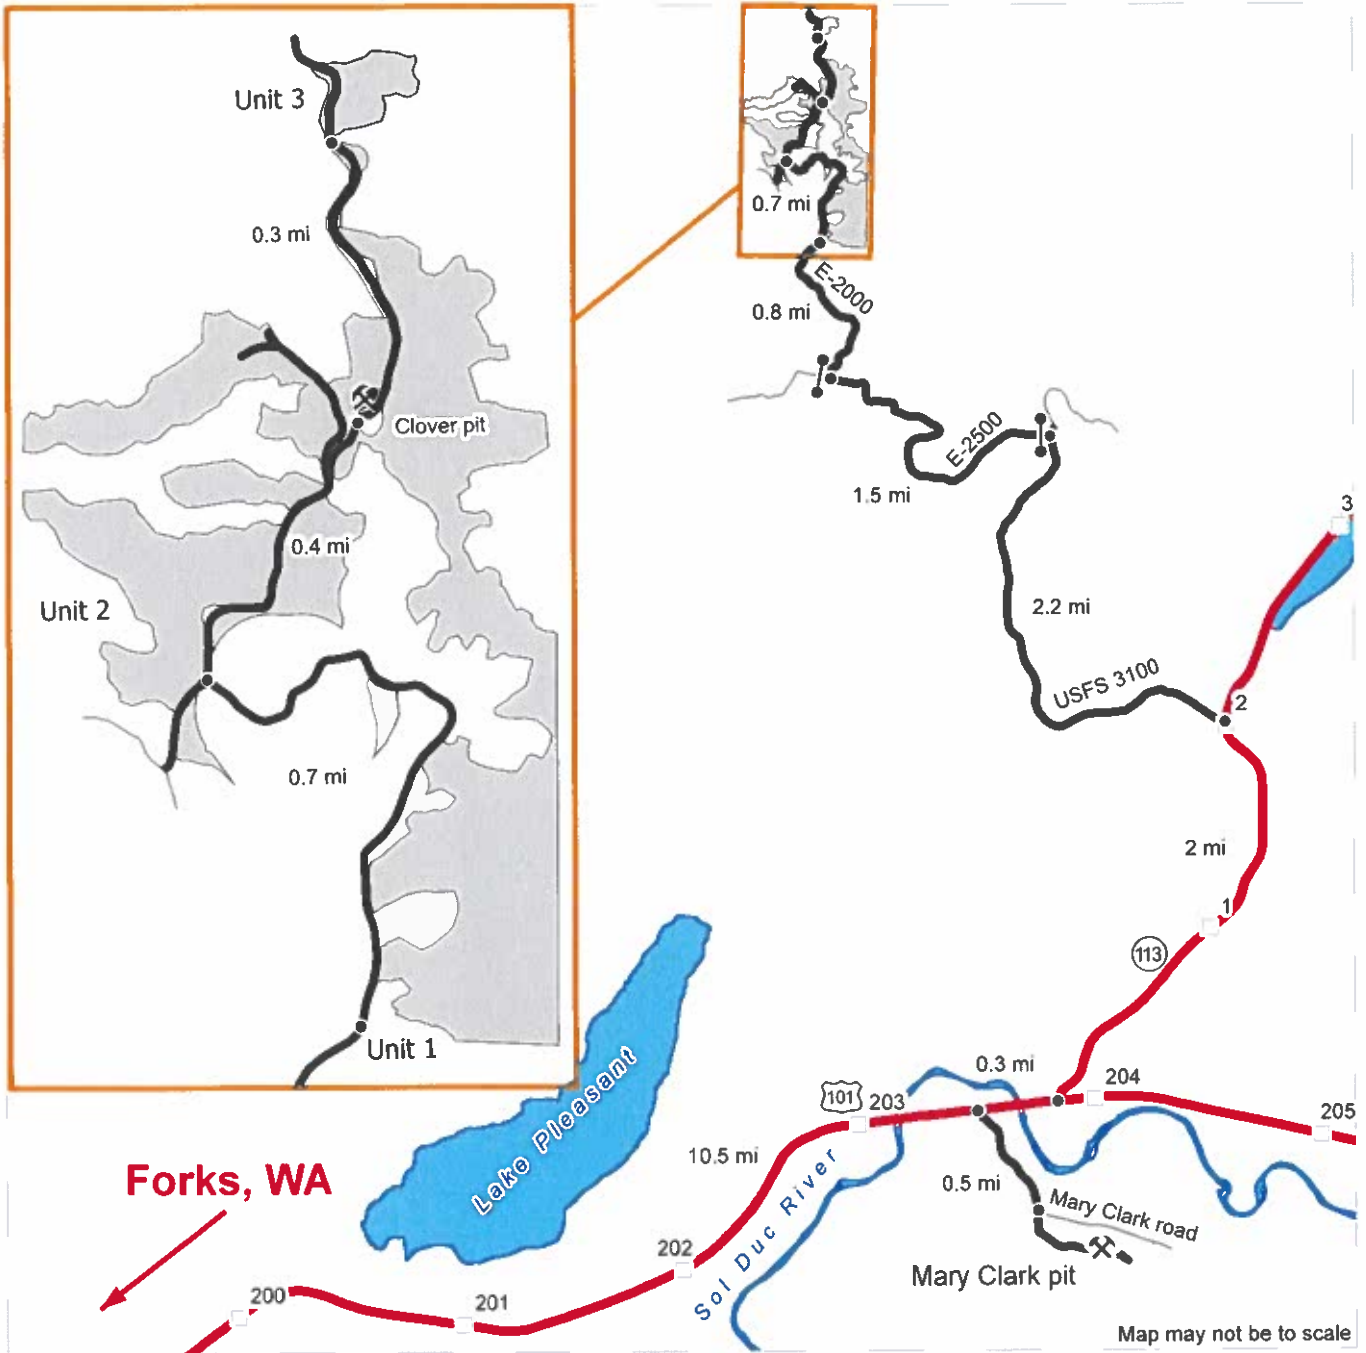 Unit 3
0.3 mi
Clover pit
0.4 mi
Unit 2
0.7 mi
Unit 1
0.7 mi
E-2000
0.8 mi
E-2500
1.5 mi
3
2.2 mi
USFS 3100
2
2 mi
1
113
0.3 mi
204
101
203
205
10.5 mi
Lake Pleasant
Forks, WA
0.5 mi
Mary Clark road
Sol Duc River
202
Mary Clark pit
200
201
Map may not be to scale